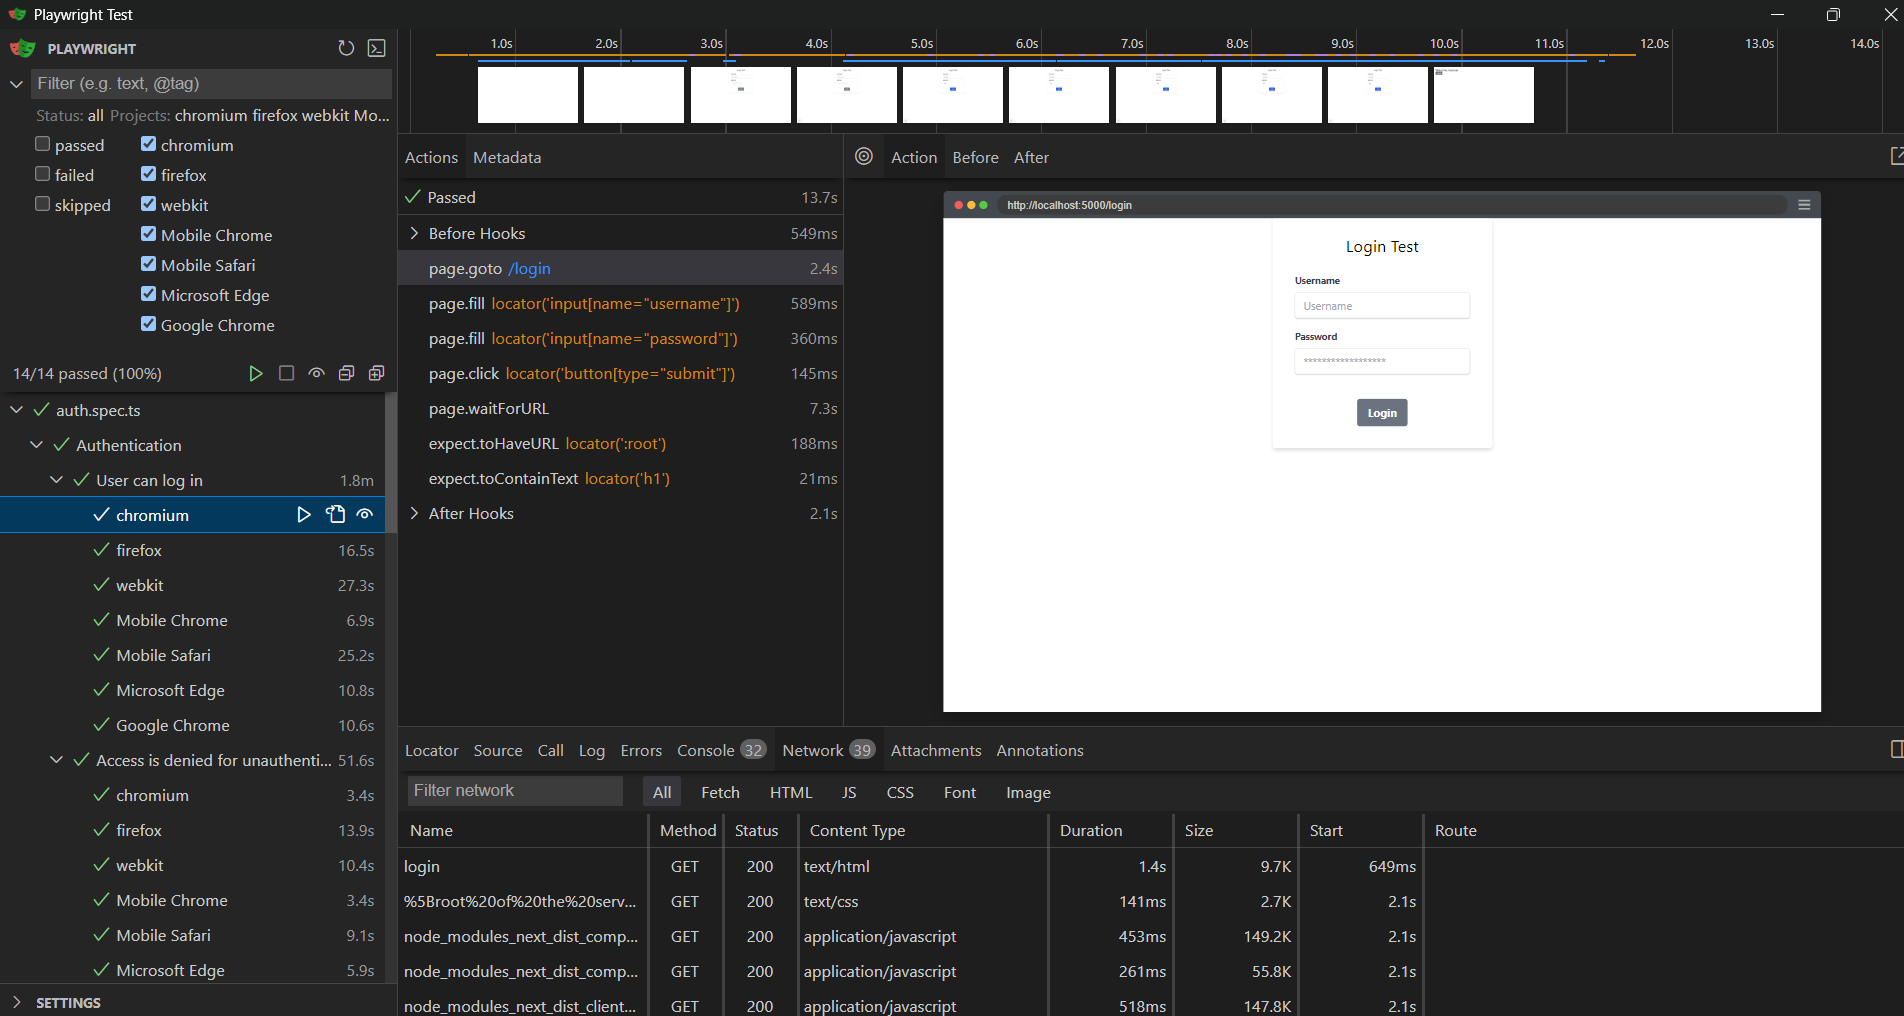 Playwright Test
PLAYWRIGHT
Filter (e.g. text, @tag)
Status: all Projects: chromium firefox webkit Mo...
passed
chromium
failed
firefox
skipped
webkit
Mobile Chrome
Mobile Safari
Microsoft Edge
Google Chrome
14/14 passed (100%)
auth.spec.ts
Authentication
User can log in 1.8m
chromium
firefox 16.5s
webkit 27.3s
Mobile Chrome 6.9s
Mobile Safari 25.2s
Microsoft Edge 10.8s
Google Chrome 10.6s
Access is denied for unauthenti... 51.6s
chromium 3.4s
firefox 13.9s
webkit 10.4s
Mobile Chrome 3.4s
Mobile Safari 9.1s
Microsoft Edge 5.9s
SETTINGS
1.0s 2.0s 3.0s 4.0s 5.0s 6.0s 7.0s 8.0s 9.0s 10.0s 11.0s 12.0s 13.0s 14.0s
Actions Metadata
Passed 13.7s
Before Hooks 549ms
page.goto /login 2.4s
page.fill locator('input[name="username"]') 589ms
page.fill locator('input[name="password"]') 360ms
page.click locator('button[type="submit"]') 145ms
page.waitForURL 7.3s
expect.toHaveURL locator(':root') 188ms
expect.toContainText locator('h1') 21ms
After Hooks 2.1s
Action Before After
http://localhost:5000/login
Login Test
Username
Username
Password
******************
Login
Locator Source Call Log Errors Console 32 Network 39 Attachments Annotations
Filter network All Fetch HTML JS CSS Font Image
Name Method Status Content Type Duration Size Start Route
login GET 200 text/html 1.4s 9.7K 649ms
%5Broot%20of%20the%20serv... GET 200 text/css 141ms 2.7K 2.1s
node_modules_next_dist_comp... GET 200 application/javascript 453ms 149.2K 2.1s
node_modules_next_dist_comp... GET 200 application/javascript 261ms 55.8K 2.1s
node_modules_next_dist_client... GET 200 application/javascript 518ms 147.8K 2.1s